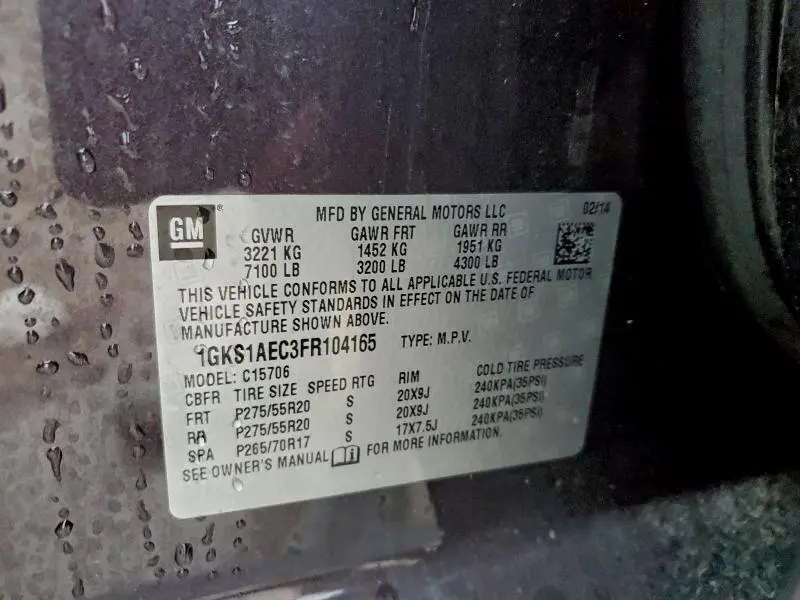 GM
MFD BY GENERAL MOTORS LLC 02/14
GVWR GAWR FRT GAWR RR
3221 KG 1452 KG 1951 KG
7100 LB 3200 LB 4300 LB
THIS VEHICLE CONFORMS TO ALL APPLICABLE U.S. FEDERAL MOTOR
VEHICLE SAFETY STANDARDS IN EFFECT ON THE DATE OF
MANUFACTURE SHOWN ABOVE.
1GKS1AEC3FR104165 TYPE: M.P.V.
MODEL: C15706
CBFR TIRE SIZE SPEED RTG RIM COLD TIRE PRESSURE
FRT P275/55R20 S 20X9J 240KPA(35PSI)
RR P275/55R20 S 20X9J 240KPA(35PSI)
SPA P265/70R17 S 17X7.5J 240KPA(35PSI)
SEE OWNER'S MANUAL FOR MORE INFORMATION.